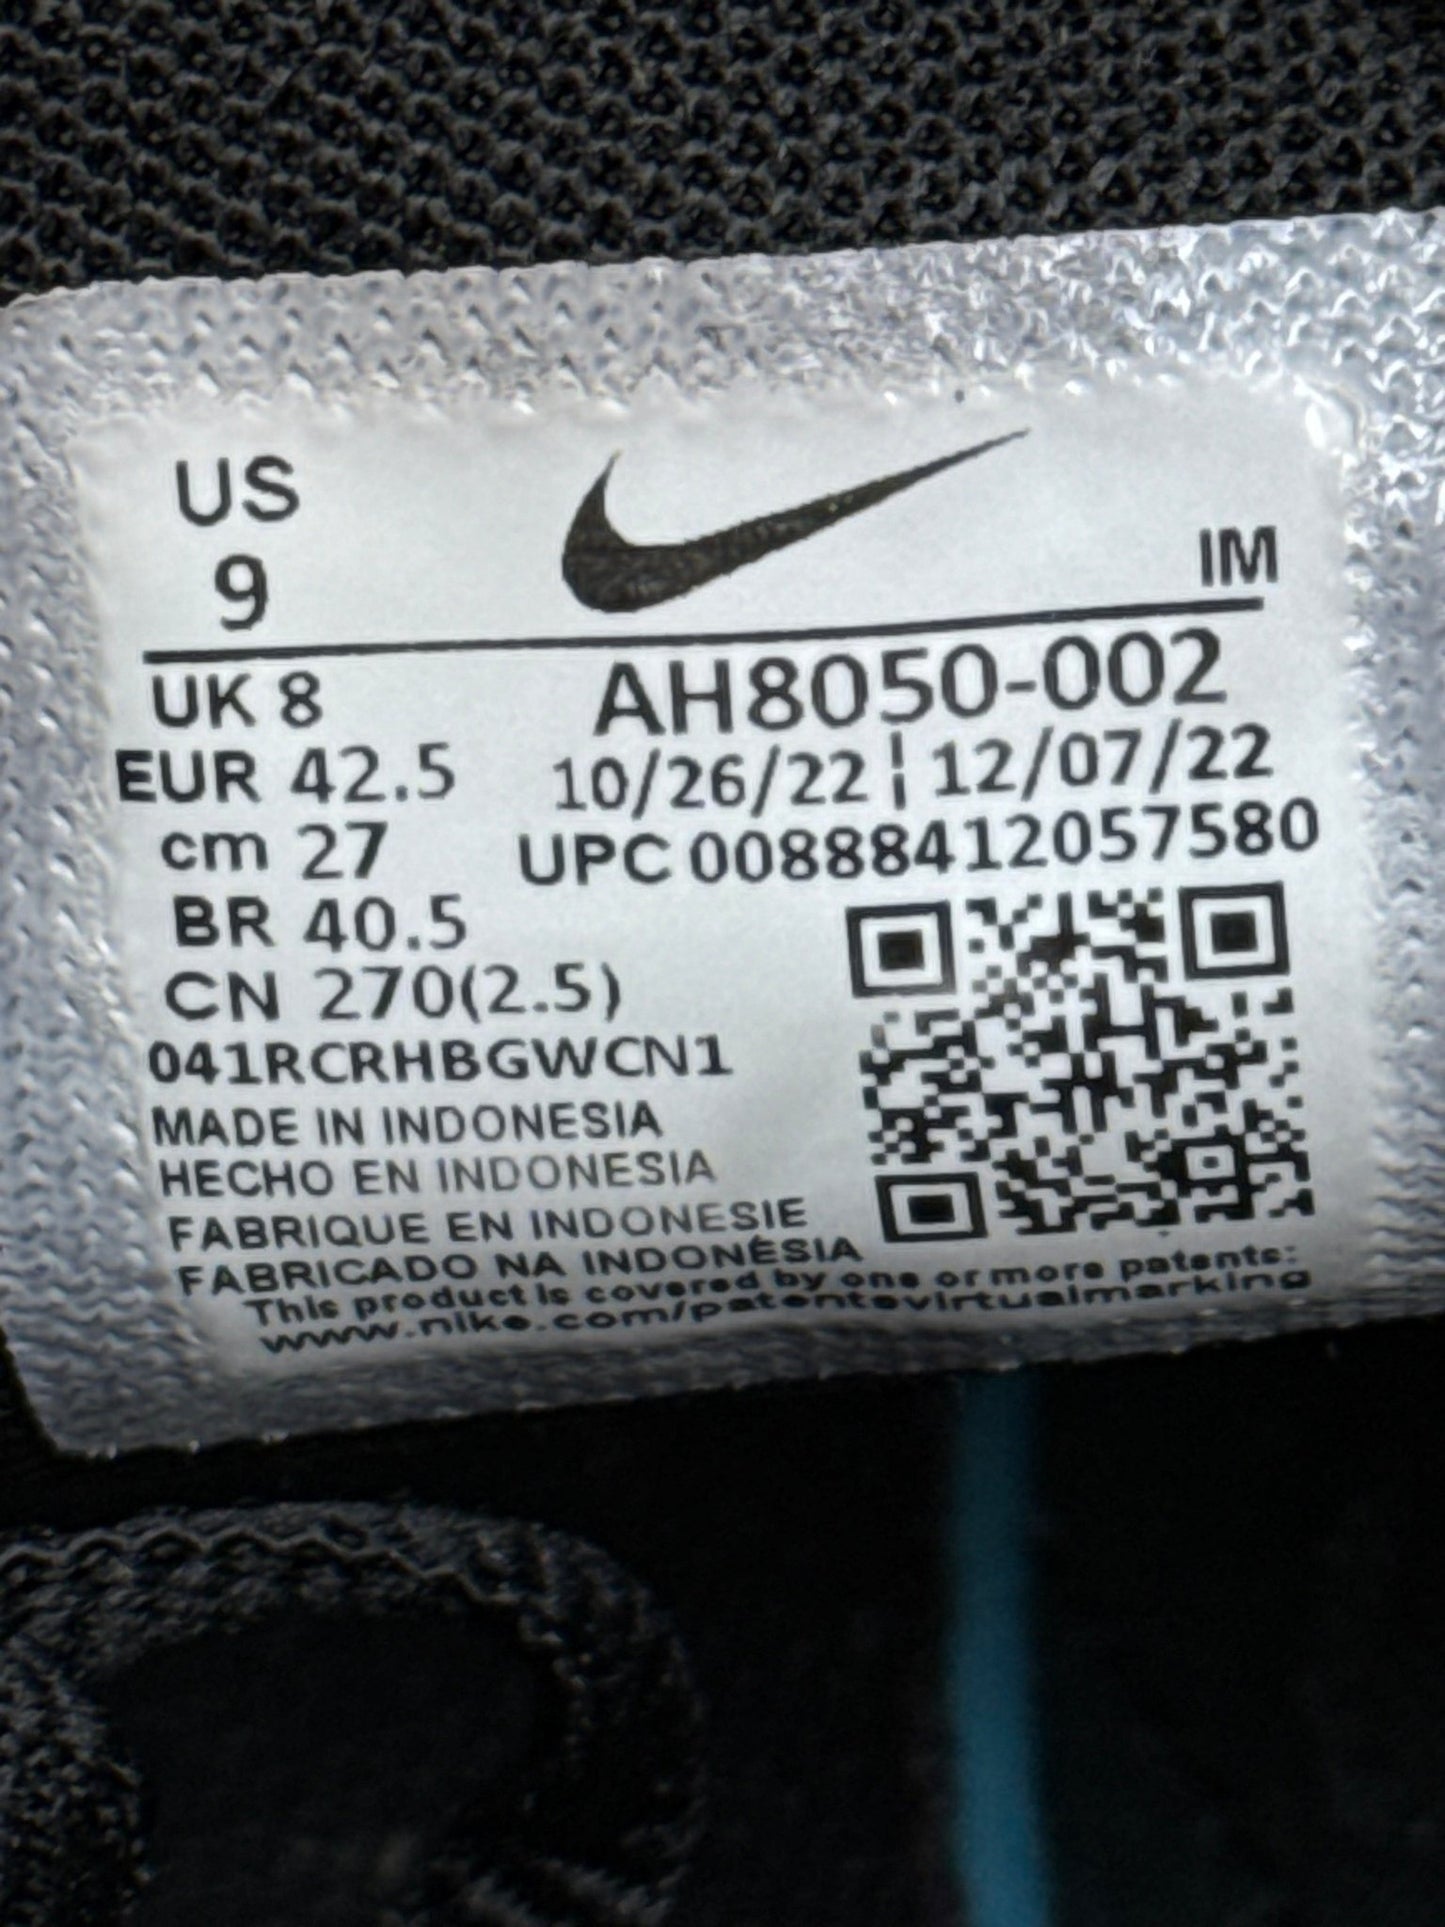 US
9
IM
UK 8
AH8050-002
EUR 42.5
10/26/22 ¦ 12/07/22
cm 27
UPC 00888412057580
BR 40.5
CN 270(2.5)
041RCRHBGWCN1
MADE IN INDONESIA
HECHO EN INDONESIA
FABRIQUE EN INDONESIE
FABRICADO NA INDONÉSIA
This product is covered by one or more patents:
www.nike.com/patentsvirtualmarking